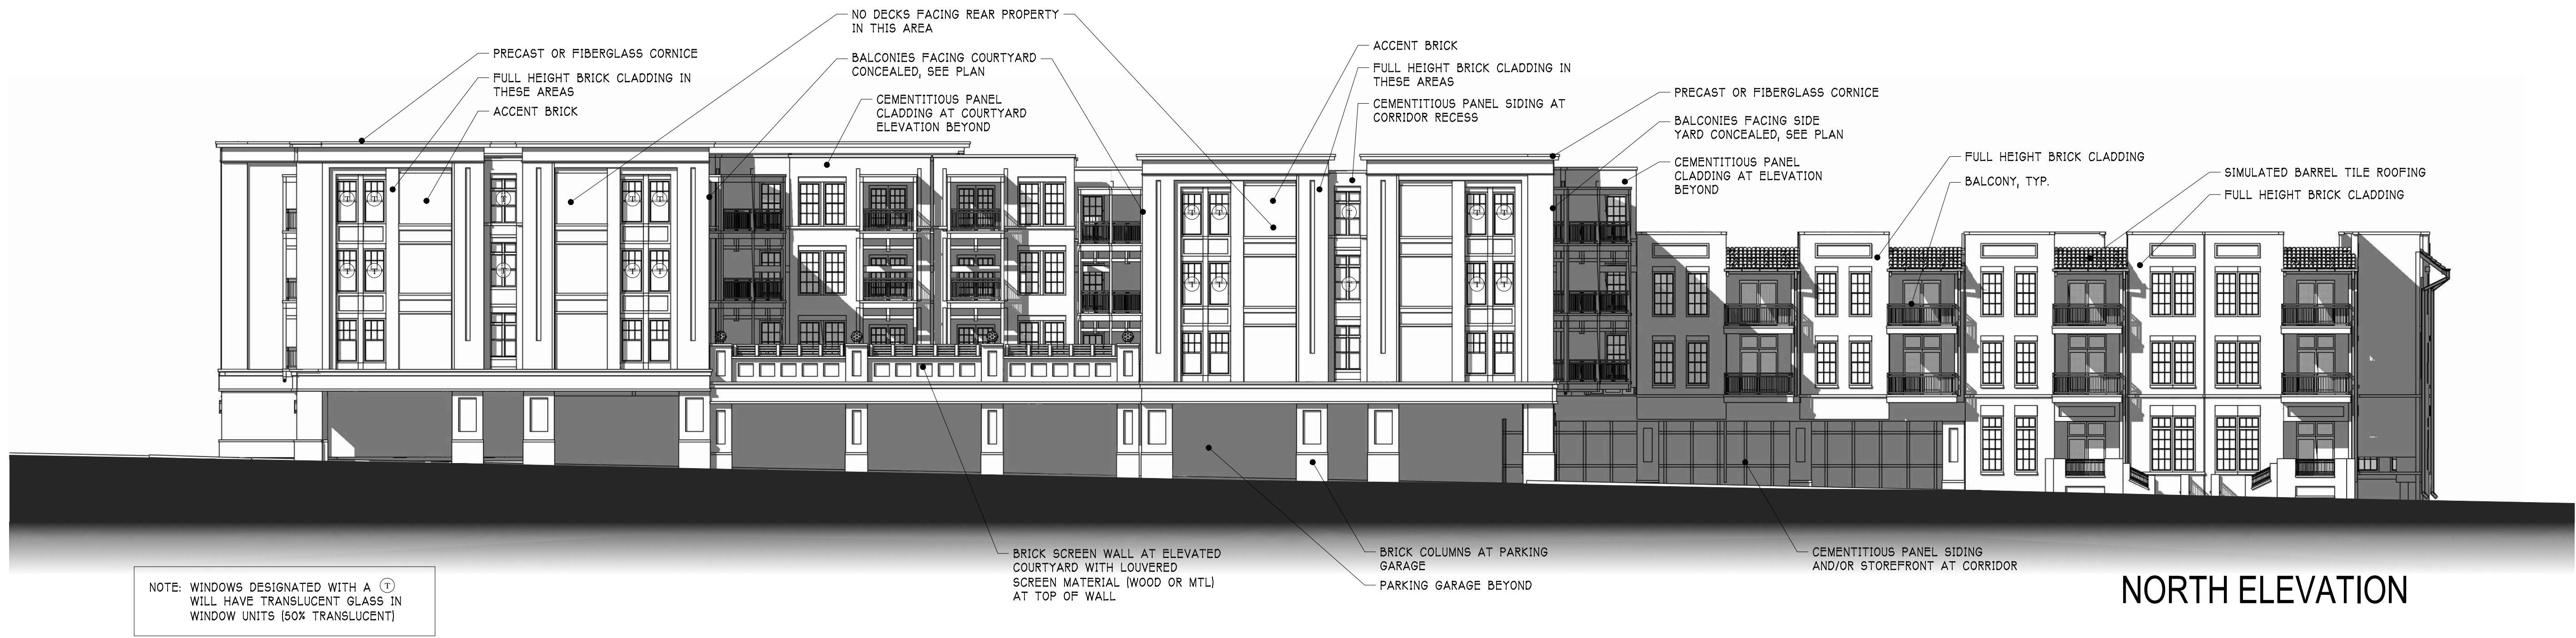 NO DECKS FACING REAR PROPERTY
IN THIS AREA
PRECAST OR FIBERGLASS CORNICE
FULL HEIGHT BRICK CLADDING IN
THESE AREAS
ACCENT BRICK
BALCONIES FACING COURTYARD
CONCEALED, SEE PLAN
CEMENTITIOUS PANEL
CLADDING AT COURTYARD
ELEVATION BEYOND
ACCENT BRICK
FULL HEIGHT BRICK CLADDING IN
THESE AREAS
CEMENTITIOUS PANEL SIDING AT
CORRIDOR RECESS
PRECAST OR FIBERGLASS CORNICE
BALCONIES FACING SIDE
YARD CONCEALED, SEE PLAN
CEMENTITIOUS PANEL
CLADDING AT ELEVATION
BEYOND
FULL HEIGHT BRICK CLADDING
BALCONY, TYP.
SIMULATED BARREL TILE ROOFING
FULL HEIGHT BRICK CLADDING
T T T T T T
T T T T T
T T T T T
T T T T T
BRICK SCREEN WALL AT ELEVATED
COURTYARD WITH LOUVERED
SCREEN MATERIAL (WOOD OR MTL)
AT TOP OF WALL
BRICK COLUMNS AT PARKING
GARAGE
PARKING GARAGE BEYOND
CEMENTITIOUS PANEL SIDING
AND/OR STOREFRONT AT CORRIDOR
NOTE: WINDOWS DESIGNATED WITH A T
WILL HAVE TRANSLUCENT GLASS IN
WINDOW UNITS (50% TRANSLUCENT)
NORTH ELEVATION